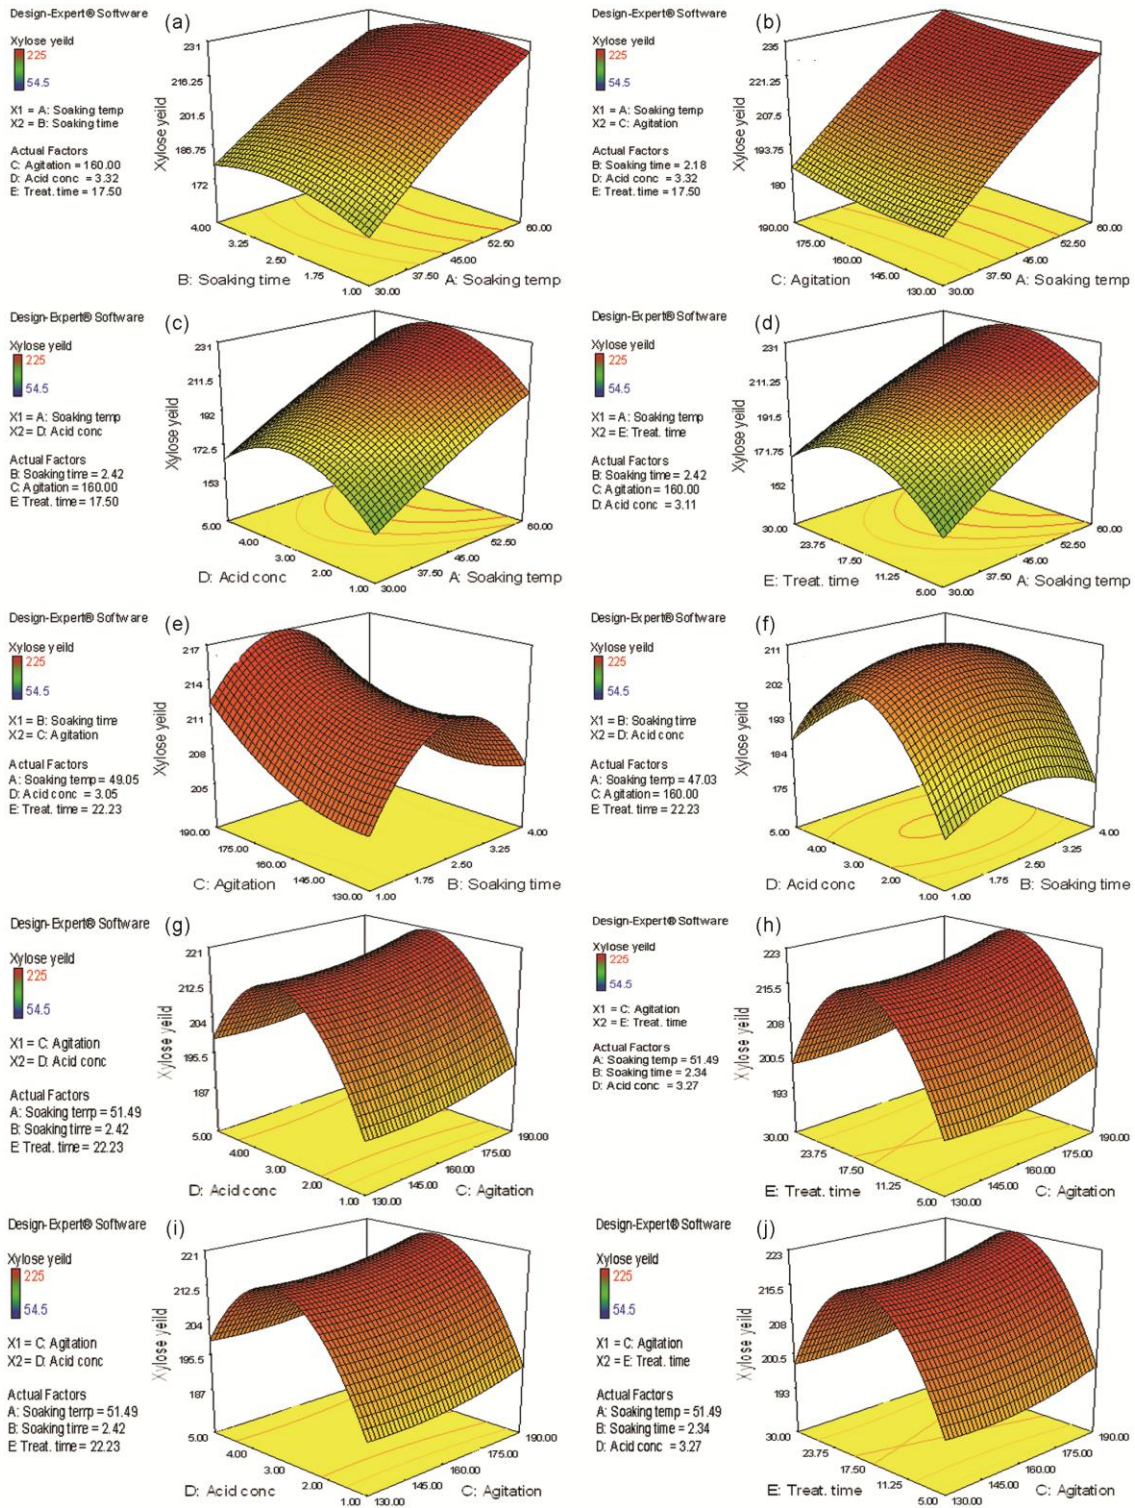 Design-Expert® Software
(a)
Xylose yeild
225
54.5
X1 = A: Soaking temp
X2 = B: Soaking time
Actual Factors
C: Agitation = 160.00
D: Acid conc = 3.32
E: Treat. time = 17.50
231
216.25
201.5
186.75
172
Xylose yeild
4.00
3.25
2.50
1.75
1.00
30.00
37.50
45.00
52.50
60.00
B: Soaking time
A: Soaking temp
Design-Expert® Software
(b)
Xylose yeild
225
54.5
X1 = A: Soaking temp
X2 = C: Agitation
Actual Factors
B: Soaking time = 2.18
D: Acid conc = 3.32
E: Treat. time = 17.50
235
221.25
207.5
193.75
180
Xylose yeild
190.00
175.00
160.00
145.00
130.00
30.00
37.50
45.00
52.50
60.00
C: Agitation
A: Soaking temp
Design-Expert® Software
(c)
Xylose yeild
225
54.5
X1 = A: Soaking temp
X2 = D: Acid conc
Actual Factors
B: Soaking time = 2.42
C: Agitation = 160.00
E: Treat. time = 17.50
231
211.5
192
172.5
153
Xylose yeild
5.00
4.00
3.00
2.00
1.00
30.00
37.50
45.00
52.50
60.00
D: Acid conc
A: Soaking temp
Design-Expert® Software
(d)
Xylose yeild
225
54.5
X1 = A: Soaking temp
X2 = E: Treat. time
Actual Factors
B: Soaking time = 2.42
C: Agitation = 160.00
D: Acid conc = 3.11
231
211.25
191.5
171.75
152
Xylose yeild
30.00
23.75
17.50
11.25
5.00
30.00
37.50
45.00
52.50
60.00
E: Treat. time
A: Soaking temp
Design-Expert® Software
(e)
Xylose yeild
225
54.5
X1 = B: Soaking time
X2 = C: Agitation
Actual Factors
A: Soaking temp = 49.05
D: Acid conc = 3.05
E: Treat. time = 22.23
217
214
211
208
205
Xylose yeild
190.00
175.00
160.00
145.00
130.00
1.00
1.75
2.50
3.25
4.00
C: Agitation
B: Soaking time
Design-Expert® Software
(f)
Xylose yeild
225
54.5
X1 = B: Soaking time
X2 = D: Acid conc
Actual Factors
A: Soaking temp = 47.03
C: Agitation = 160.00
E: Treat. time = 22.23
211
202
193
184
175
Xylose yeild
5.00
4.00
3.00
2.00
1.00
1.00
1.75
2.50
3.25
4.00
D: Acid conc
B: Soaking time
Design-Expert® Software
(g)
Xylose yeild
225
54.5
X1 = C: Agitation
X2 = D: Acid conc
Actual Factors
A: Soaking temp = 51.49
B: Soaking time = 2.42
E: Treat. time = 22.23
221
212.5
204
195.5
187
Xylose yeild
5.00
4.00
3.00
2.00
1.00
130.00
145.00
160.00
175.00
190.00
D: Acid conc
C: Agitation
Design-Expert® Software
(h)
Xylose yeild
225
54.5
X1 = C: Agitation
X2 = E: Treat. time
Actual Factors
A: Soaking temp = 51.49
B: Soaking time = 2.34
D: Acid conc = 3.27
223
215.5
208
200.5
193
Xylose yeild
30.00
23.75
17.50
11.25
5.00
130.00
145.00
160.00
175.00
190.00
E: Treat. time
C: Agitation
Design-Expert® Software
(i)
Xylose yeild
225
54.5
X1 = C: Agitation
X2 = D: Acid conc
Actual Factors
A: Soaking temp = 51.49
B: Soaking time = 2.42
E: Treat. time = 22.23
221
212.5
204
195.5
187
Xylose yeild
5.00
4.00
3.00
2.00
1.00
130.00
145.00
160.00
175.00
190.00
D: Acid conc
C: Agitation
Design-Expert® Software
(j)
Xylose yeild
225
54.5
X1 = C: Agitation
X2 = E: Treat. time
Actual Factors
A: Soaking temp = 51.49
B: Soaking time = 2.34
D: Acid conc = 3.27
223
215.5
208
200.5
193
Xylose yeild
30.00
23.75
17.50
11.25
5.00
130.00
145.00
160.00
175.00
190.00
E: Treat. time
C: Agitation